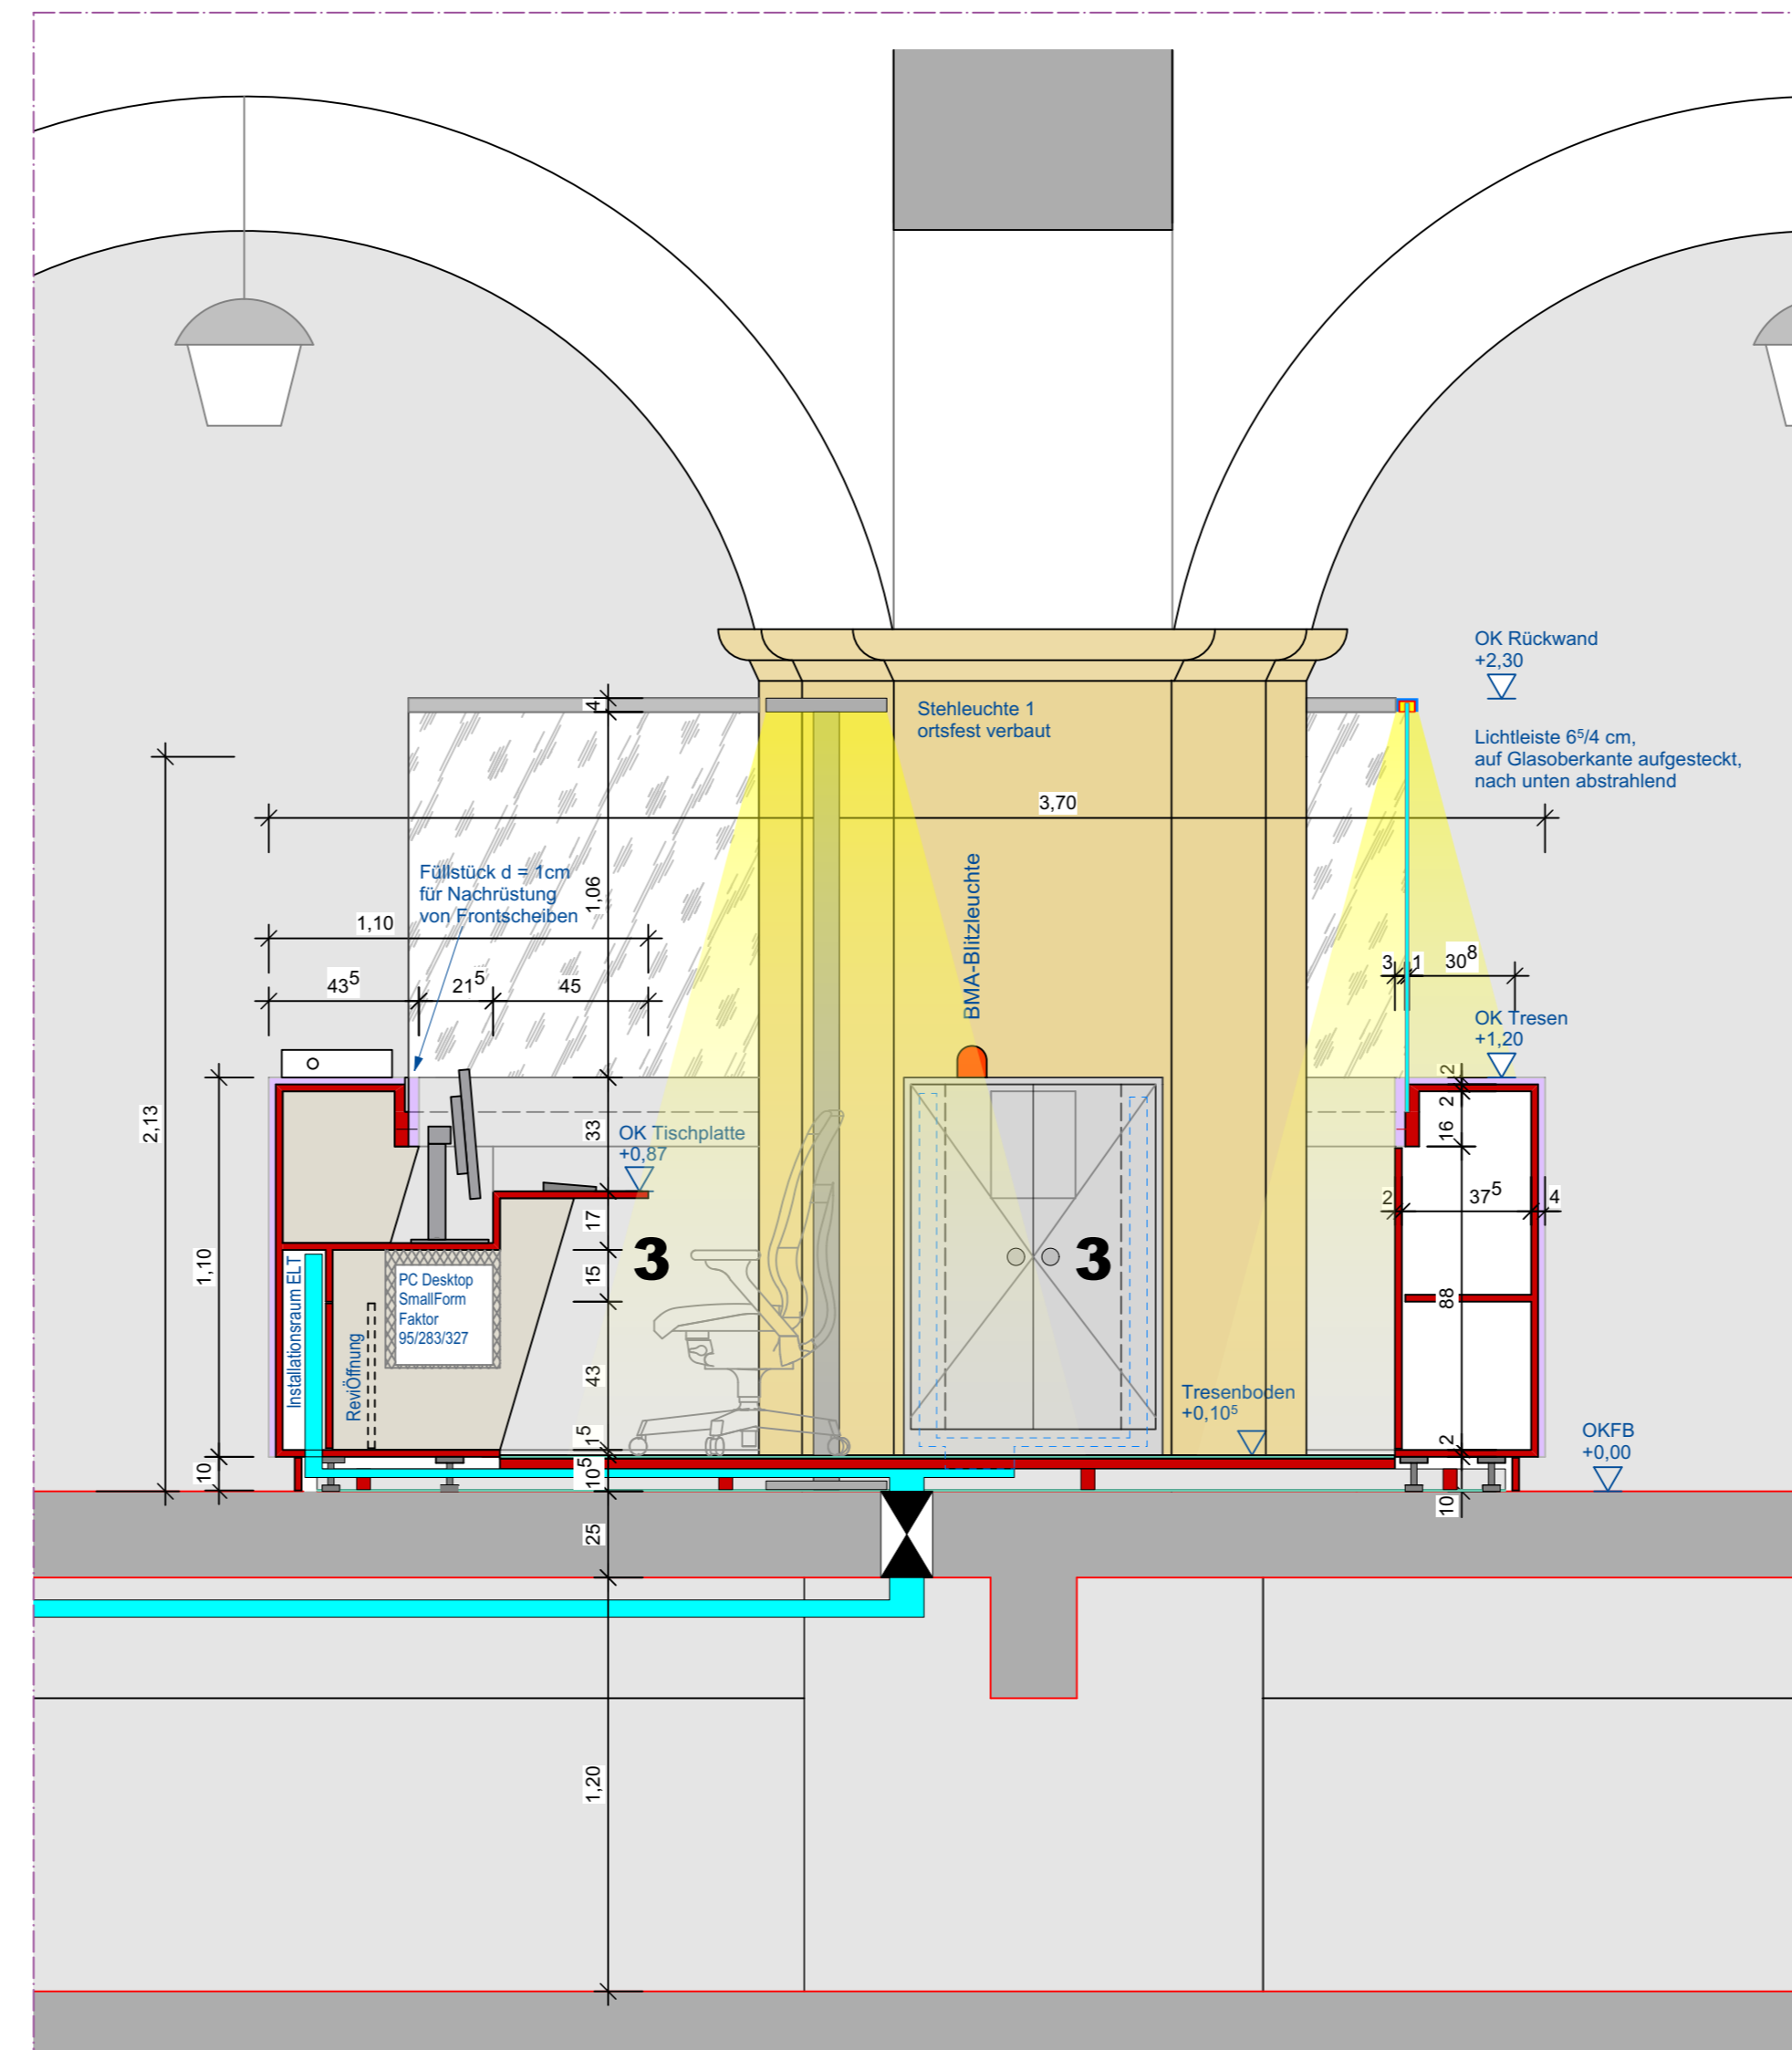 OK Rückwand
+2,30
4
Stehleuchte 1
ortsfest verbaut
Lichtleiste 6⁵/4 cm,
auf Glasoberkante aufgesteckt,
nach unten abstrahlend
3,70
Füllstück d = 1cm
für Nachrüstung
von Frontscheiben
1,06
BMA-Blitzleuchte
1,10
43⁵
21⁵
45
3
1
30⁸
OK Tresen
+1,20
2
2
16
2,13
33
OK Tischplatte
+0,87
2
37⁵
4
17
3
3
1,10
15
Installationsraum ELT
PC Desktop
SmallForm
Faktor
95/283/327
ReviÖffnung
88
43
Tresenboden
+0,10⁵
1⁵
2
OKFB
+0,00
10
10⁵
10
25
1,20